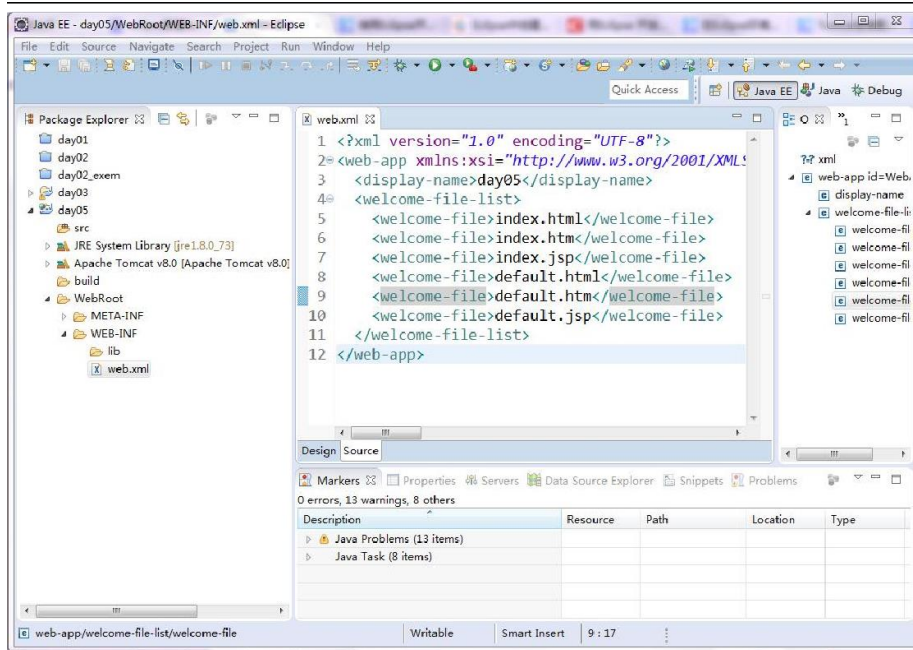 Java EE - day05/WebRoot/WEB-INF/web.xml - Eclipse
File Edit Source Navigate Search Project Run Window Help
Quick Access Java EE Java Debug
Package Explorer
day01
day02
day02_exem
day03
day05
src
JRE System Library [jre1.8.0_73]
Apache Tomcat v8.0 [Apache Tomcat v8.0]
build
WebRoot
META-INF
WEB-INF
lib
web.xml
web.xml
1 <?xml version="1.0" encoding="UTF-8"?>
2 <web-app xmlns:xsi="http://www.w3.org/2001/XMLS
3 <display-name>day05</display-name>
4 <welcome-file-list>
5 <welcome-file>index.html</welcome-file>
6 <welcome-file>index.htm</welcome-file>
7 <welcome-file>index.jsp</welcome-file>
8 <welcome-file>default.html</welcome-file>
9 <welcome-file>default.htm</welcome-file>
10 <welcome-file>default.jsp</welcome-file>
11 </welcome-file-list>
12 </web-app>
Design Source
O »1
?=? xml
web-app id=Web
display-name
welcome-file-li
welcome-fil
welcome-fil
welcome-fil
welcome-fil
welcome-fil
welcome-fil
Markers Properties Servers Data Source Explorer Snippets Problems
0 errors, 13 warnings, 8 others
Description Resource Path Location Type
Java Problems (13 items)
Java Task (8 items)
web-app/welcome-file-list/welcome-file Writable Smart Insert 9 : 17